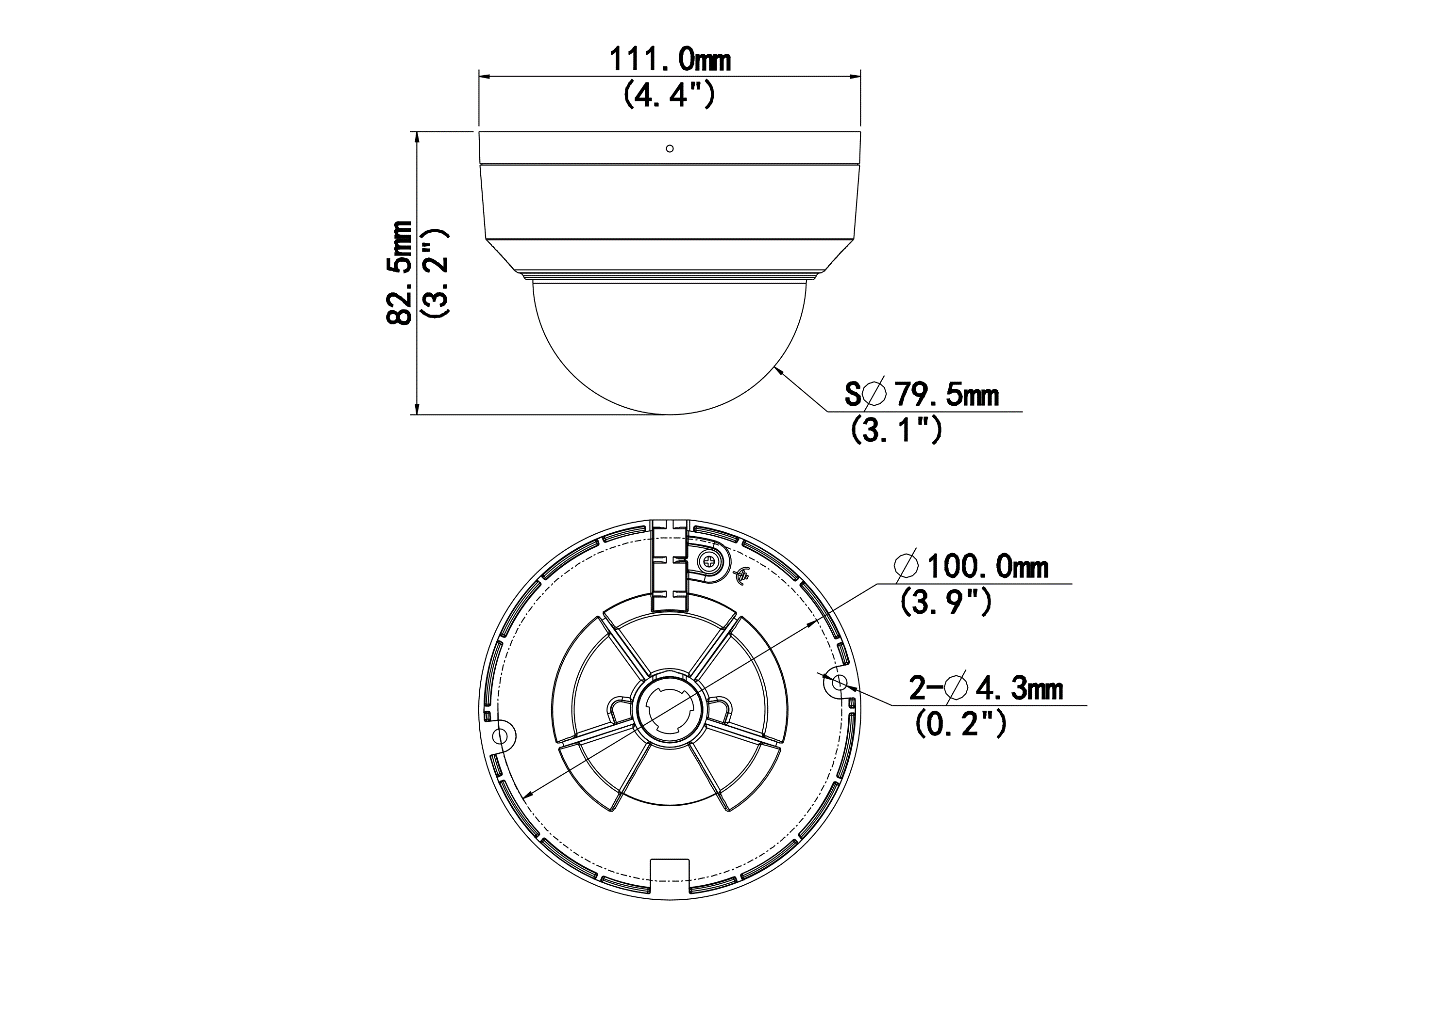 111.0mm
(4.4")
82.5mm
(3.2")
S∅ 79.5mm
(3.1")
∅ 100.0mm
(3.9")
2-∅ 4.3mm
(0.2")